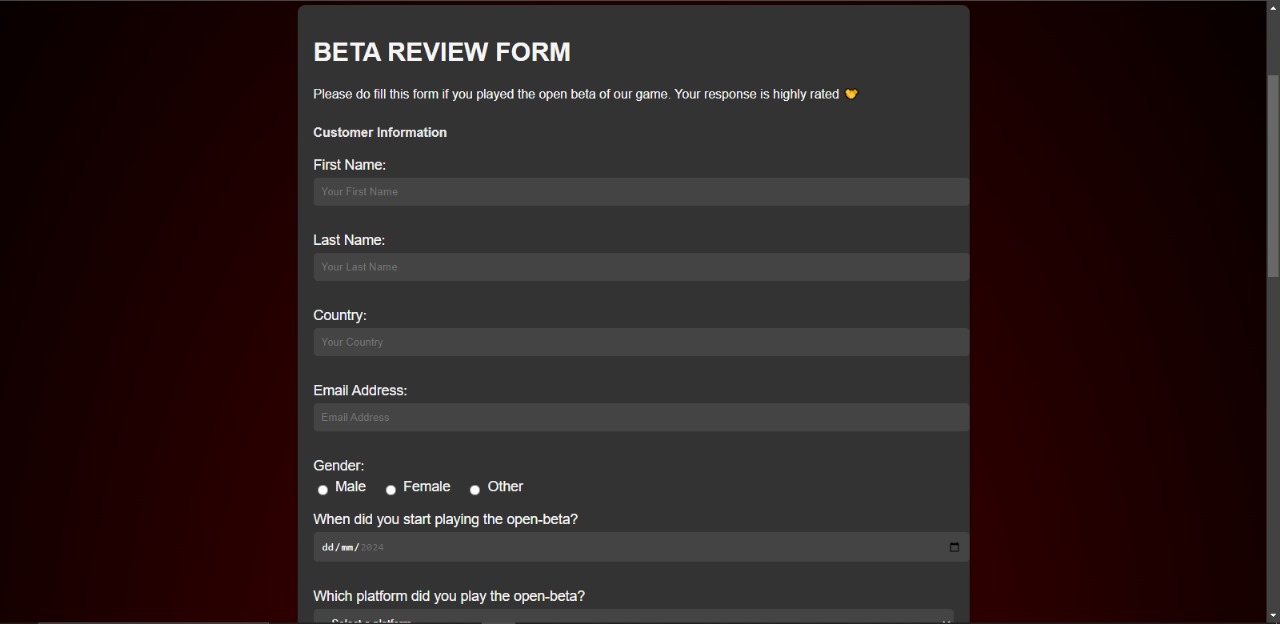 BETA REVIEW FORM
Please do fill this form if you played the open beta of our game. Your response is highly rated
Customer Information
First Name:
Your First Name
Last Name:
Your Last Name
Country:
Your Country
Email Address:
Email Address
Gender:
Male Female Other
When did you start playing the open-beta?
dd/mm/2024
Which platform did you play the open-beta?
Select a platform